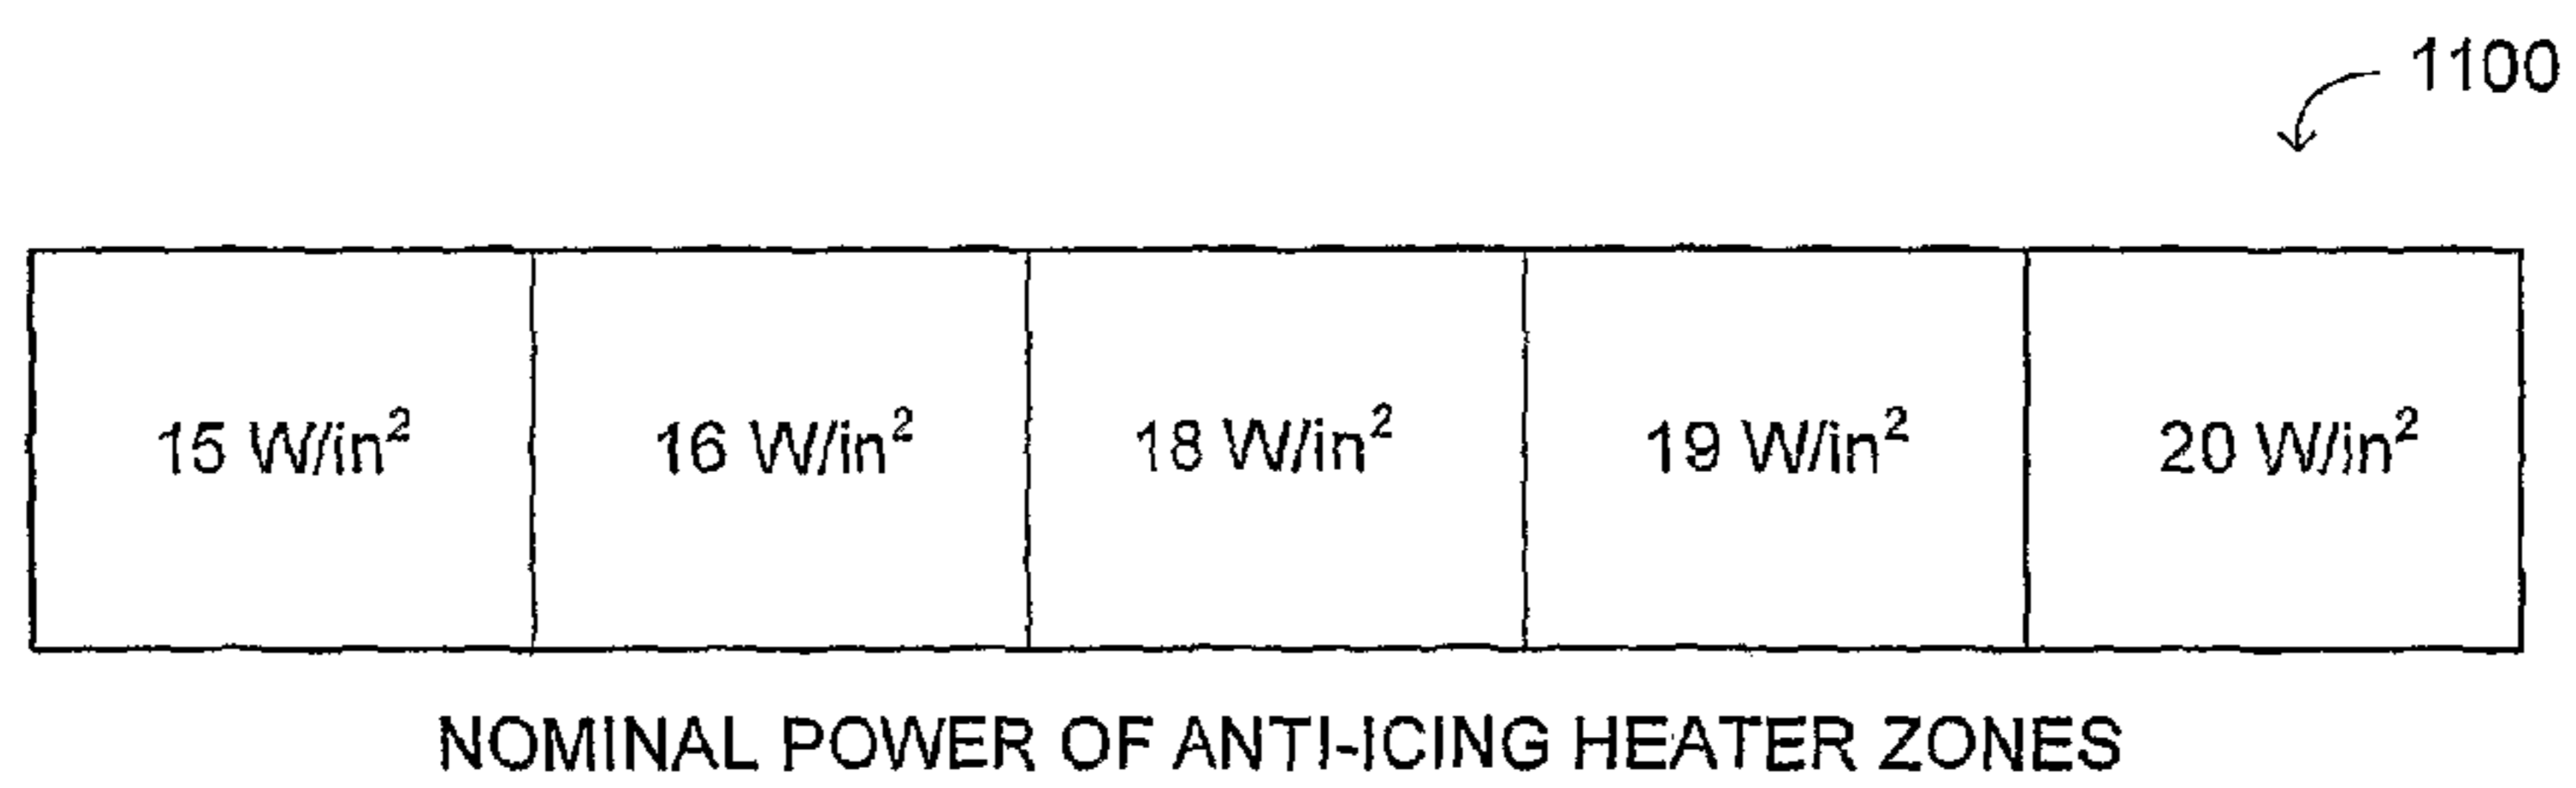 1100
15 W/in² 16 W/in² 18 W/in² 19 W/in² 20 W/in²
NOMINAL POWER OF ANTI-ICING HEATER ZONES